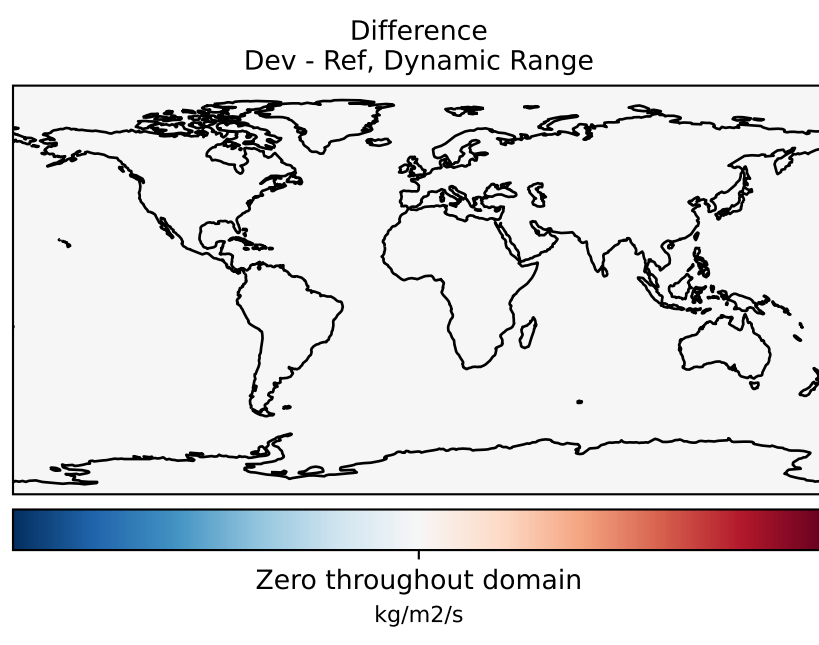 Difference
Dev - Ref, Dynamic Range
Zero throughout domain
kg/m2/s